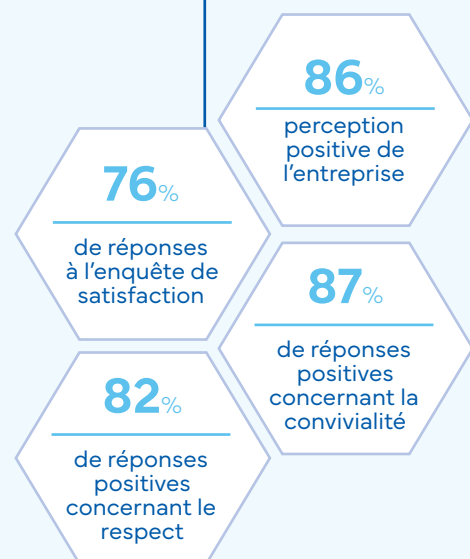 86%
perception
positive de
l'entreprise
76%
de réponses
à l'enquête de
satisfaction
87%
de réponses
positives
concernant la
convivialité
82%
de réponses
positives
concernant le
respect